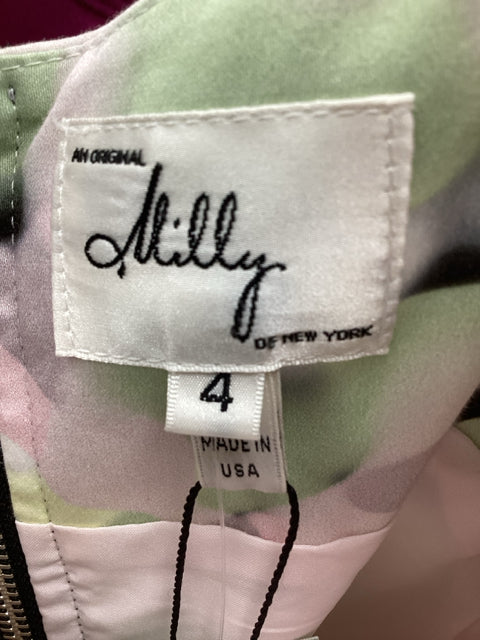 AN ORIGINAL
Milly
OF NEW YORK
4
MADE IN
USA